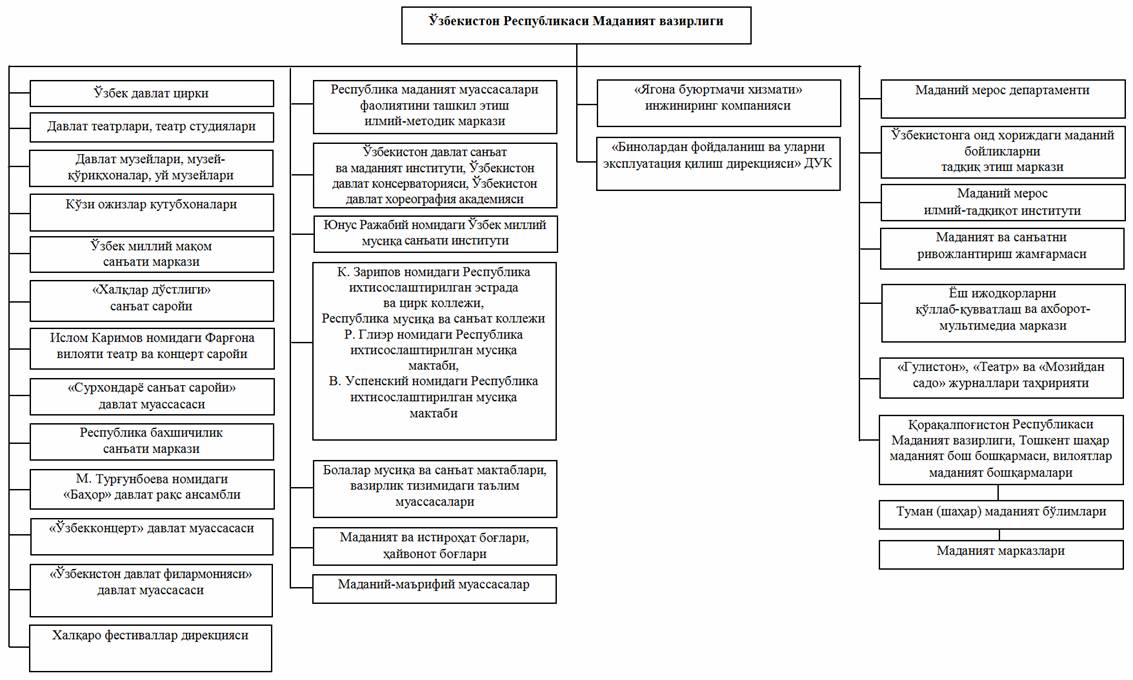 Ўзбекистон Республикаси Маданият вазирлиги
Ўзбек давлат цирки
Давлат театрлари, театр студиялари
Давлат музейлари, музей-
қўриқхоналар, уй музейлари
Кўзи ожизлар кутубхоналари
Ўзбек миллий мақом
санъати маркази
«Халқлар дўстлиги»
санъат саройи
Ислом Каримов номидаги Фарғона
вилояти театр ва концерт саройи
«Сурхондарё санъат саройи»
давлат муассасаси
Республика бахшичилик
санъати маркази
М. Турғунбоева номидаги
«Баҳор» давлат рақс ансамбли
«Ўзбекконцерт» давлат муассасаси
«Ўзбекистон давлат филармонияси»
давлат муассасаси
Халқаро фестиваллар дирекцияси
Республика маданият муассасалари
фаолиятини ташкил этиш
илмий-методик маркази
Ўзбекистон давлат санъат
ва маданият институти, Ўзбекистон
давлат консерваторияси, Ўзбекистон
давлат хореография академияси
Юнус Ражабий номидаги Ўзбек миллий
мусиқа санъати институти
К. Зарипов номидаги Республика
ихтисослаштирилган эстрада
ва цирк коллежи,
Республика мусиқа ва санъат коллежи
Р. Глиэр номидаги Республика
ихтисослаштирилган мусиқа
мактаби,
В. Успенский номидаги Республика
ихтисослаштирилган мусиқа
мактаби
Болалар мусиқа ва санъат мактаблари,
вазирлик тизимидаги таълим
муассасалари
Маданият ва истироҳат боғлари,
ҳайвонот боғлари
Маданий-маърифий муассасалар
«Ягона буюртмачи хизмати»
инжиниринг компанияси
«Бинолардан фойдаланиш ва уларни
эксплуатация қилиш дирекцияси» ДУК
Маданий мерос департаменти
Ўзбекистонга оид хориждаги маданий
бойликларни
тадқиқ этиш маркази
Маданий мерос
илмий-тадқиқот институти
Маданият ва санъатни
ривожлантириш жамғармаси
Ёш ижодкорларни
қўллаб-қувватлаш ва ахборот-
мультимедиа маркази
«Гулистон», «Театр» ва «Мозийдан
садо» журналлари таҳририяти
Қорақалпоғистон Республикаси
Маданият вазирлиги, Тошкент шаҳар
маданият бош бошқармаси, вилоятлар
маданият бошқармалари
Туман (шаҳар) маданият бўлимлари
Маданият марказлари